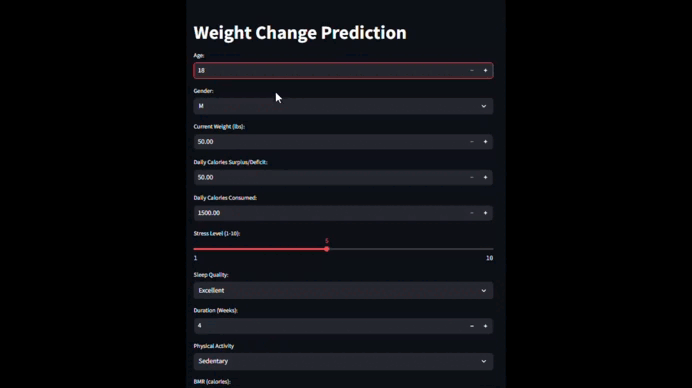 Weight Change Prediction
Age:
18
Gender:
M
Current Weight (lbs):
50.00
Daily Calories Surplus/Deficit:
50.00
Daily Calories Consumed:
1500.00
Stress Level (1-10):
5
1 10
Sleep Quality:
Excellent
Duration (Weeks):
4
Physical Activity
Sedentary
BMR (calories):